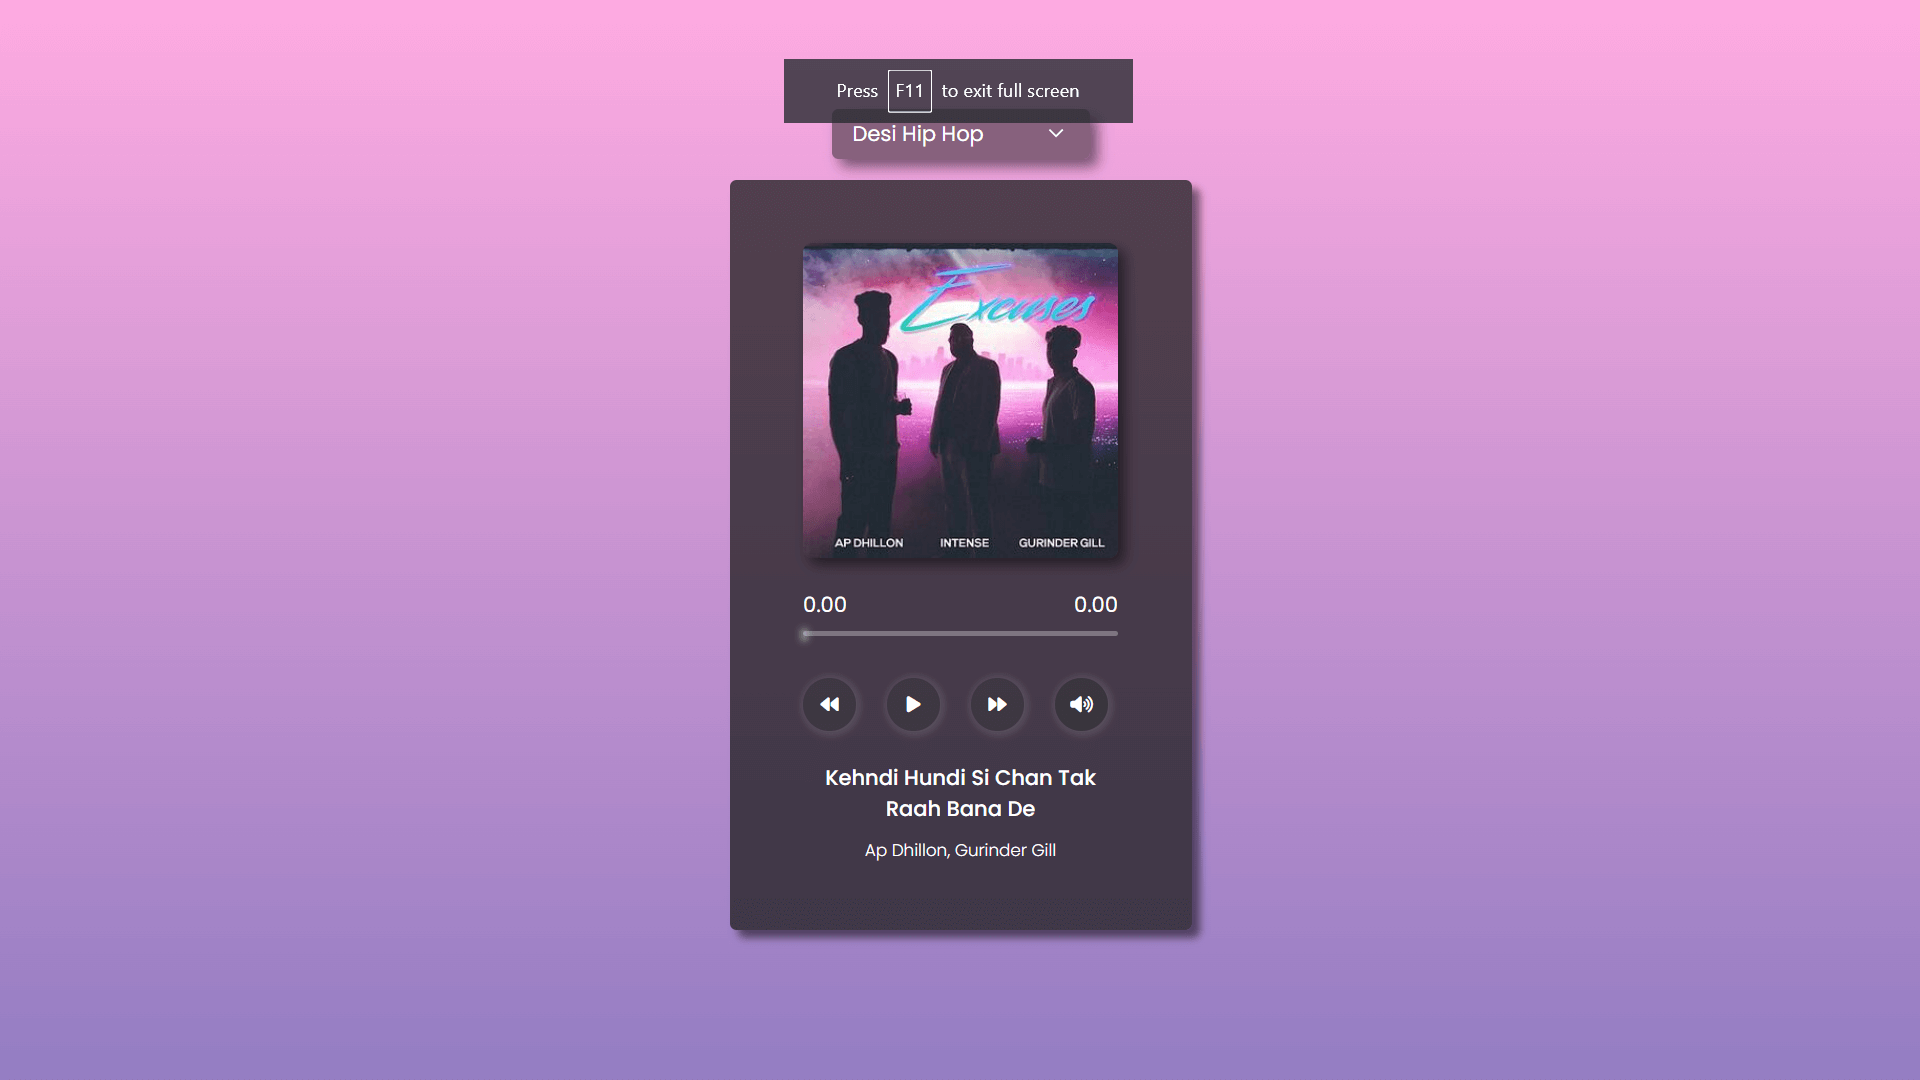 Press F11 to exit full screen
Desi Hip Hop
Excuses
AP DHILLON INTENSE GURINDER GILL
0.00 0.00
Kehndi Hundi Si Chan Tak
Raah Bana De
Ap Dhillon, Gurinder Gill